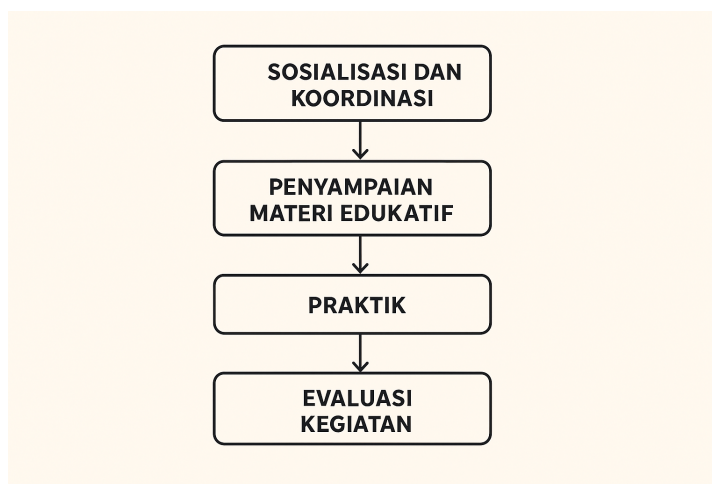 SOSIALISASI DAN
KOORDINASI
PENYAMPAIAN
MATERI EDUKATIF
PRAKTIK
EVALUASI
KEGIATAN